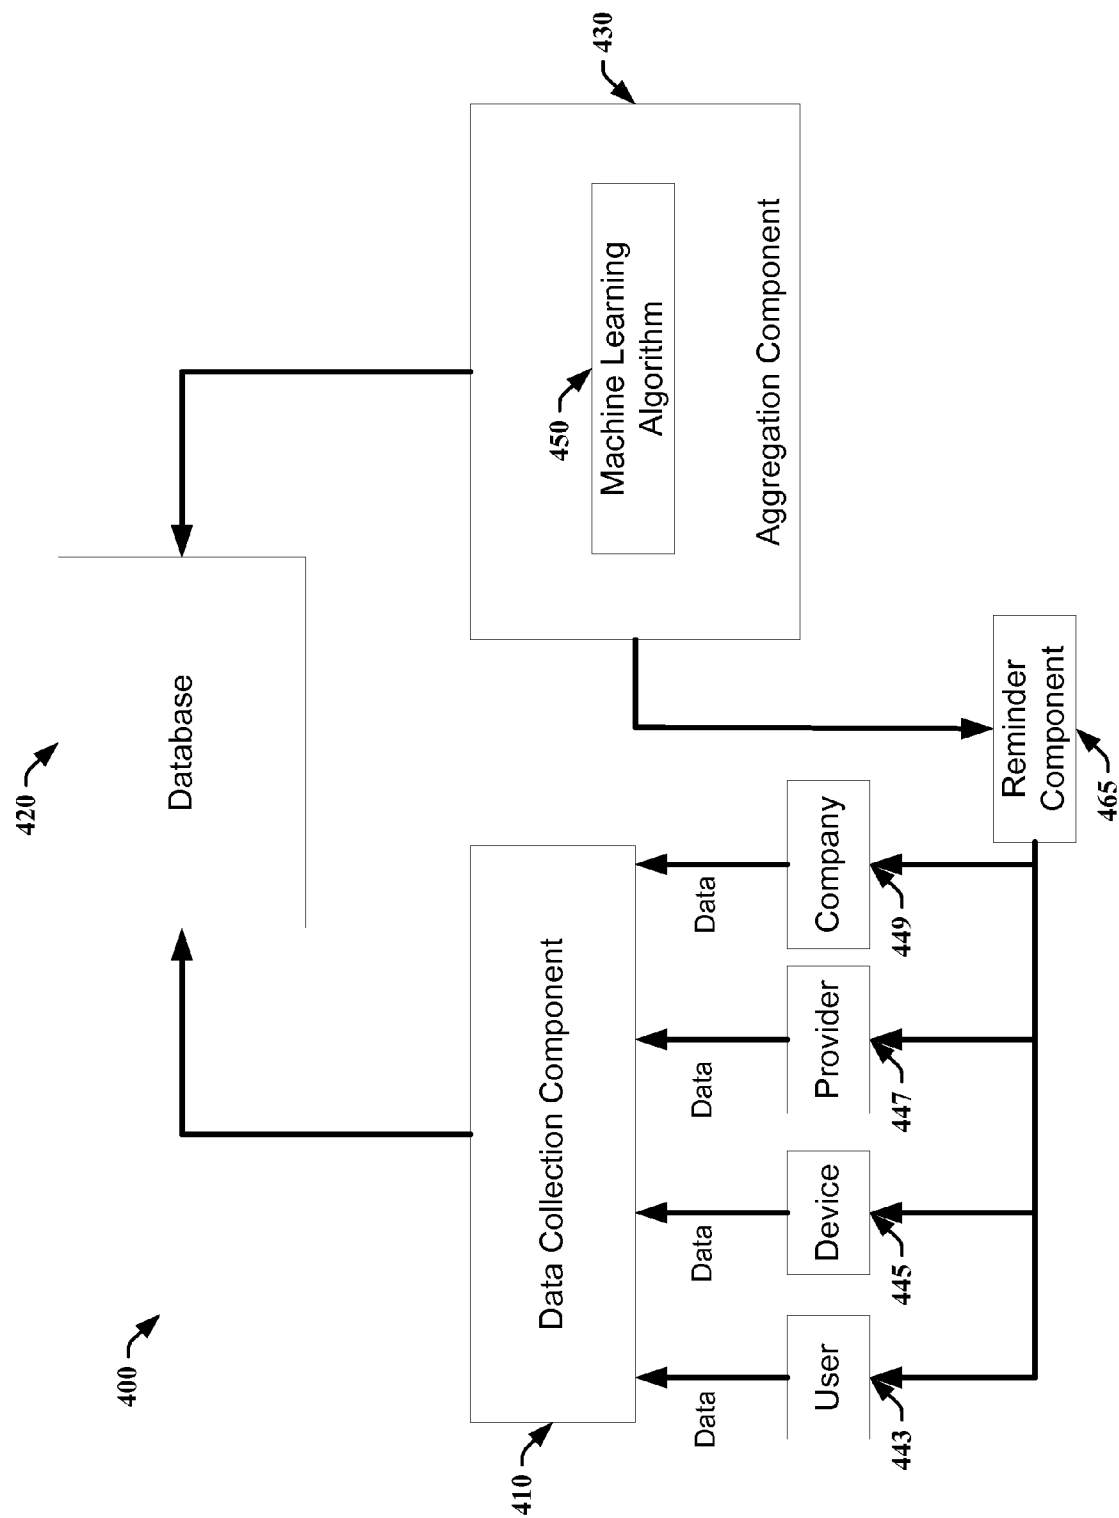 400
420
Database
430
450
Machine Learning
Algorithm
Aggregation Component
410
Data Collection Component
Data
Data
Data
Data
User
Device
Provider
Company
443
445
447
449
Reminder
Component
465